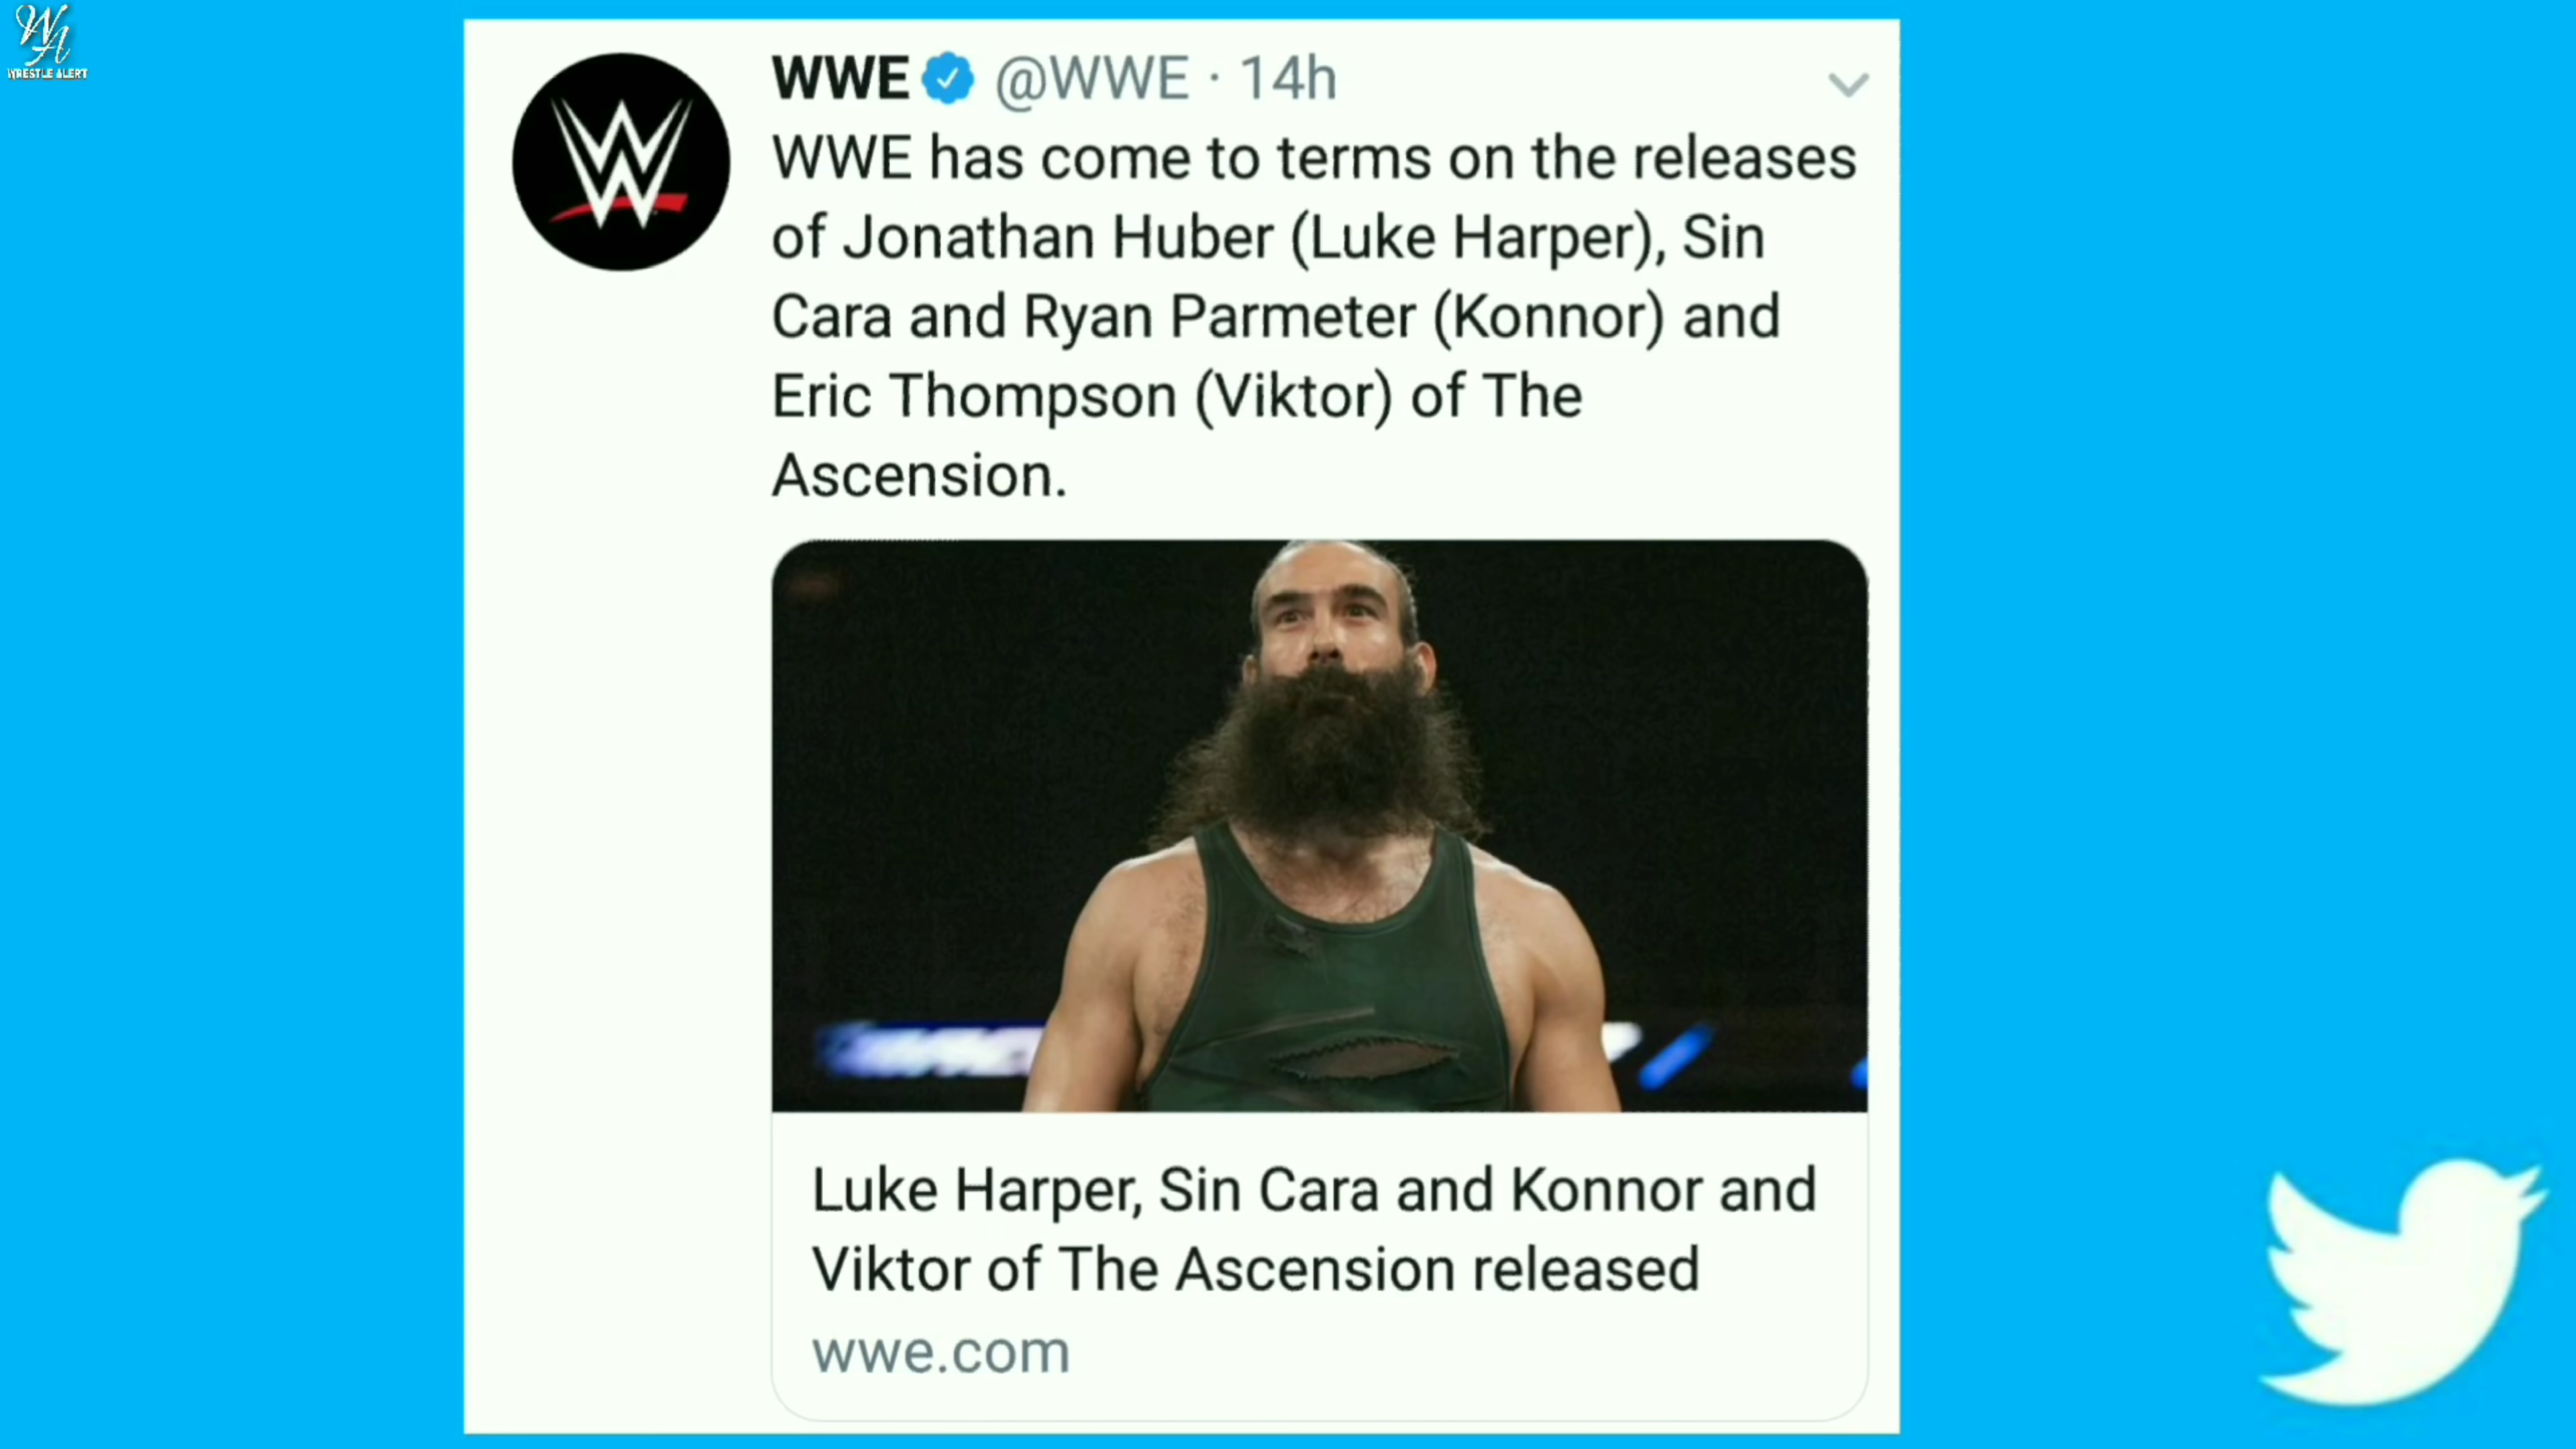 WA
WRESTLE ALERT
WWE @WWE · 14h
WWE has come to terms on the releases
of Jonathan Huber (Luke Harper), Sin
Cara and Ryan Parmeter (Konnor) and
Eric Thompson (Viktor) of The
Ascension.
Luke Harper, Sin Cara and Konnor and
Viktor of The Ascension released
wwe.com